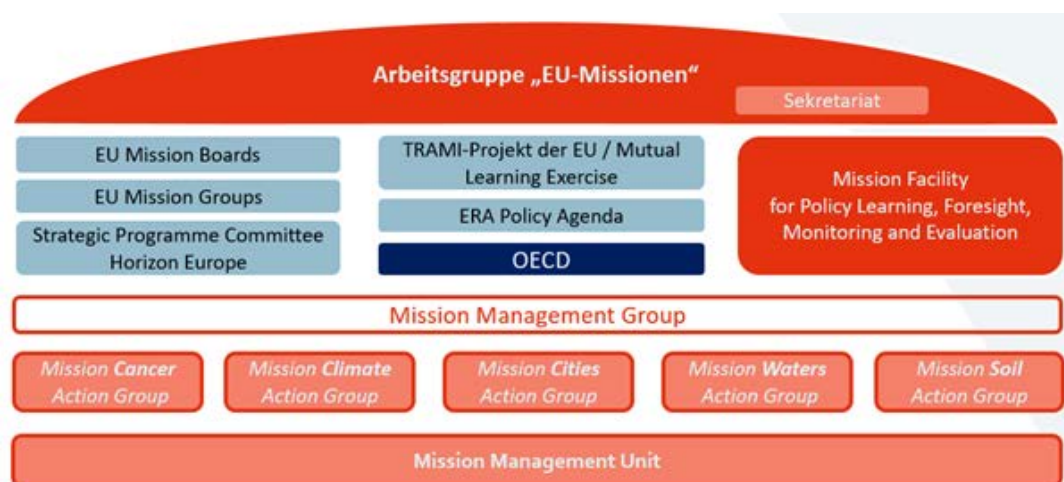 Arbeitsgruppe „EU-Missionen“
Sekretariat
EU Mission Boards
EU Mission Groups
Strategic Programme Committee
Horizon Europe
TRAMI-Projekt der EU / Mutual
Learning Exercise
ERA Policy Agenda
OECD
Mission Facility
for Policy Learning, Foresight,
Monitoring and Evaluation
Mission Management Group
Mission Cancer
Action Group
Mission Climate
Action Group
Mission Cities
Action Group
Mission Waters
Action Group
Mission Soil
Action Group
Mission Management Unit